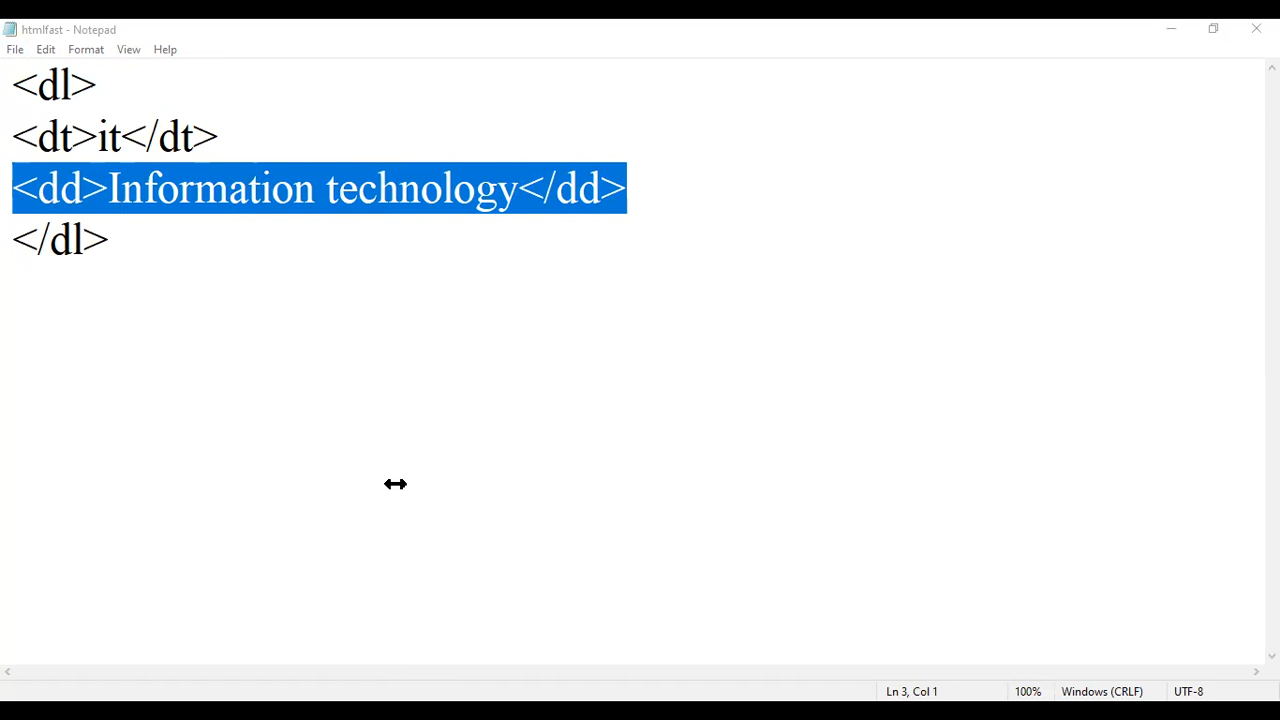 htmlfast - Notepad
File Edit Format View Help
<dl>
<dt>it</dt>
<dd>Information technology</dd>
</dl>
Ln 3, Col 1 100% Windows (CRLF) UTF-8